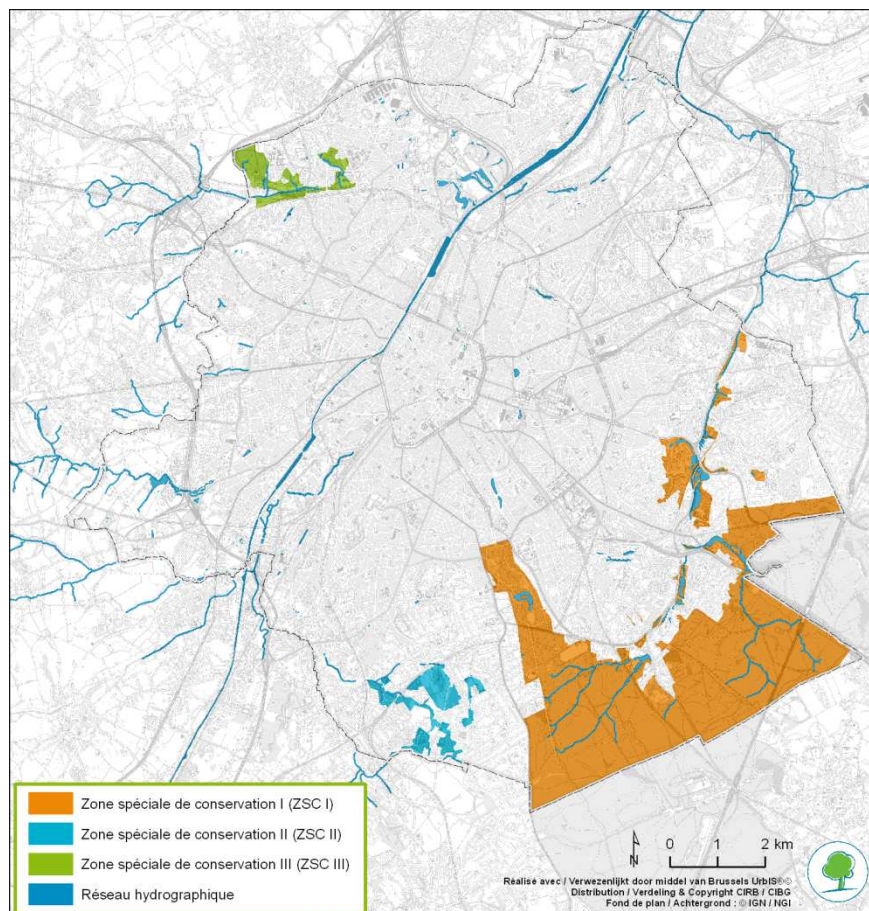 Zone spéciale de conservation I (ZSC I)
Zone spéciale de conservation II (ZSC II)
Zone spéciale de conservation III (ZSC III)
Réseau hydrographique
N
0 1 2 km
Réalisé avec / Verwezenlijkt door middel van Brussels UrbIS®©
Distribution / Verdeling & Copyright CIRB / CIBG
Fond de plan / Achtergrond : © IGN / NGI